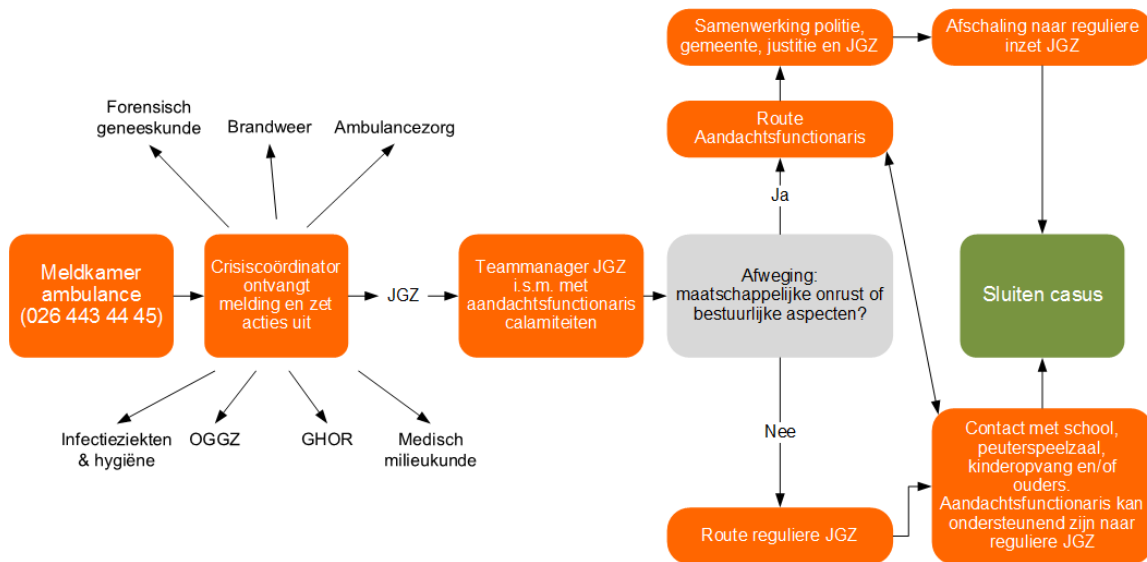 Samenwerking politie,
gemeente, justitie en JGZ
Afschaling naar reguliere
inzet JGZ
Forensisch
geneeskunde
Brandweer
Ambulancezorg
Route
Aandachtsfunctionaris
Ja
Meldkamer
ambulance
(026 443 44 45)
Crisiscoördinator
ontvangt
melding en zet
acties uit
JGZ
Teammanager JGZ
i.s.m. met
aandachtsfunctionaris
calamiteiten
Afweging:
maatschappelijke onrust of
bestuurlijke aspecten?
Sluiten casus
Infectieziekten
& hygiëne
OGGZ
GHOR
Medisch
milieukunde
Nee
Route reguliere JGZ
Contact met school,
peuterspeelzaal,
kinderopvang en/of
ouders.
Aandachtsfunctionaris kan
ondersteunend zijn naar
reguliere JGZ